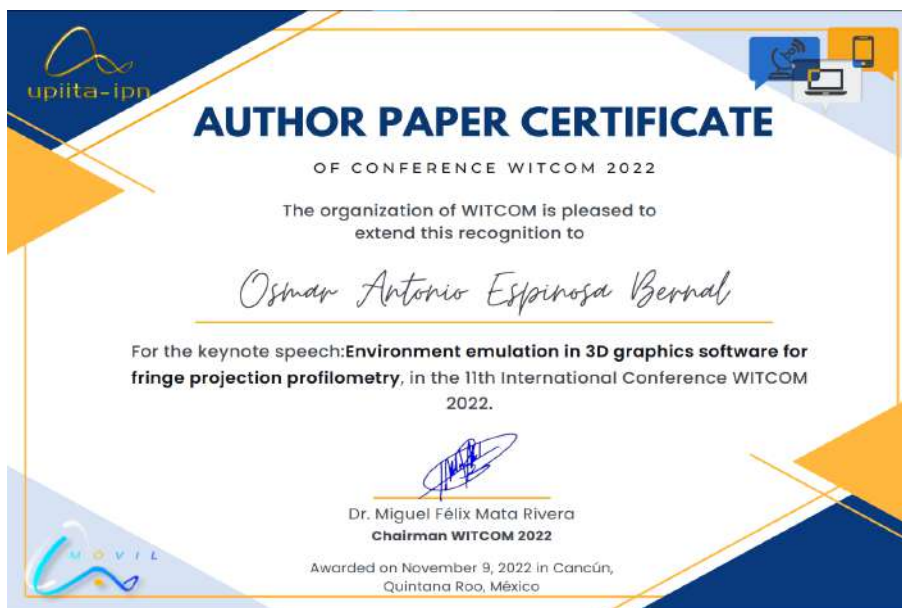 upiita-ipn
AUTHOR PAPER CERTIFICATE
OF CONFERENCE WITCOM 2022
The organization of WITCOM is pleased to
extend this recognition to
Osmar Antonio Espinosa Bernal
For the keynote speech:Environment emulation in 3D graphics software for
fringe projection profilometry, in the 11th International Conference WITCOM
2022.
Dr. Miguel Félix Mata Rivera
Chairman WITCOM 2022
MÓVIL
Awarded on November 9, 2022 in Cancún,
Quintana Roo, México